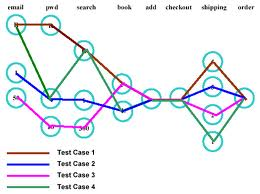 email pwd search book add checkout shipping order
Test Case 1
Test Case 2
Test Case 3
Test Case 4